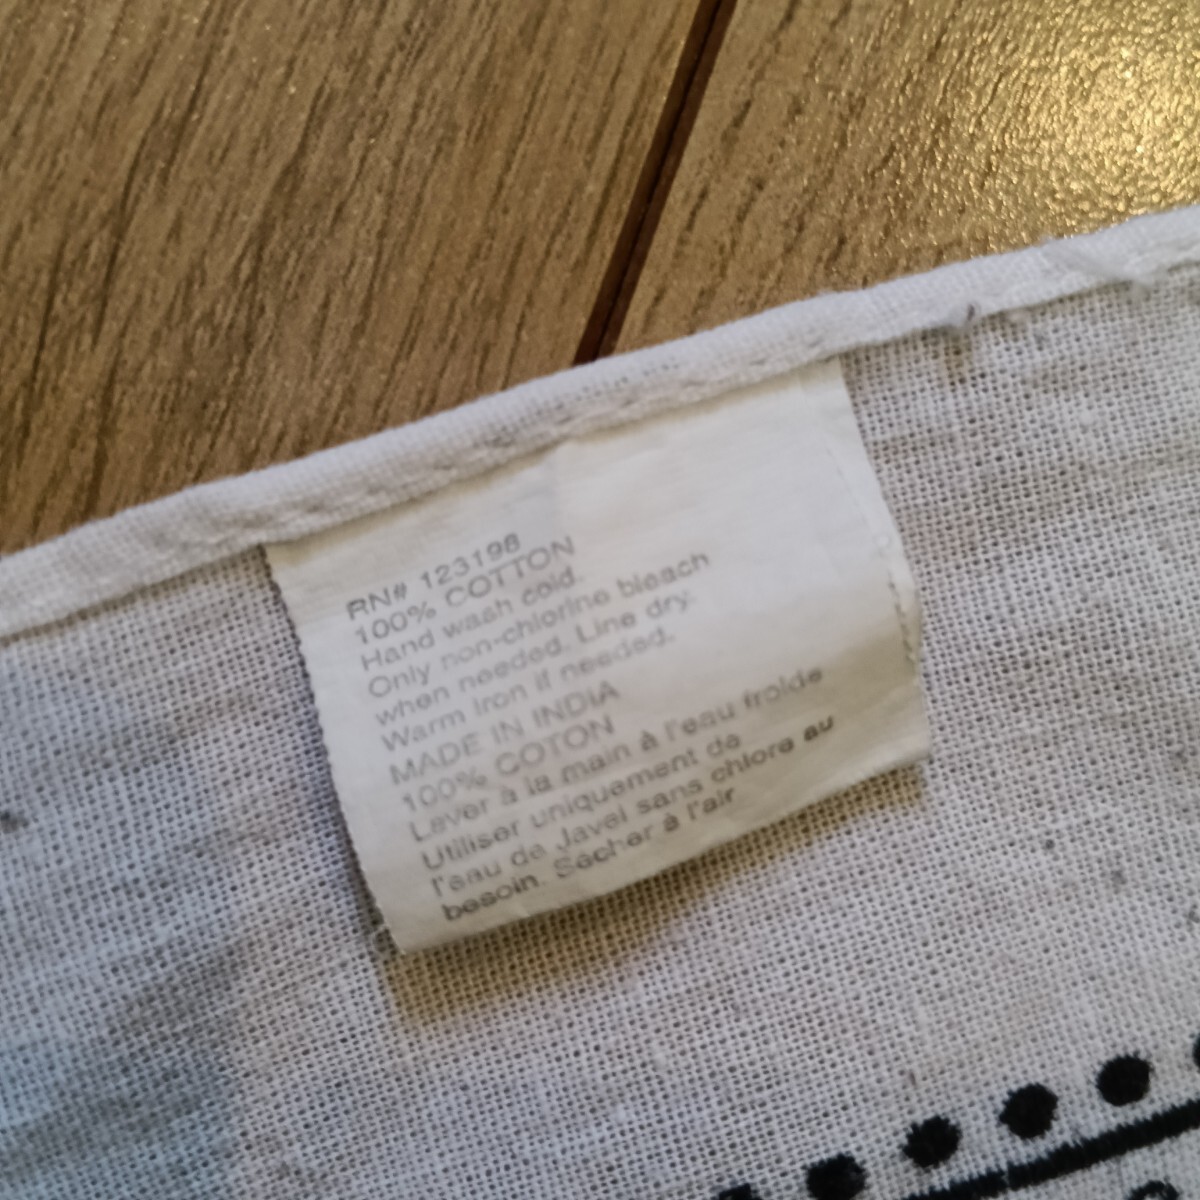 RN# 123198
100% COTTON
Hand wash cold.
Only non-chlorine bleach
when needed. Line dry.
Warm Iron if needed.
MADE IN INDIA
100% COTON
Laver à la main à l'eau froide
Utiliser uniquement de
l'eau de Javel sans chlore au
besoin. Sécher à l'air